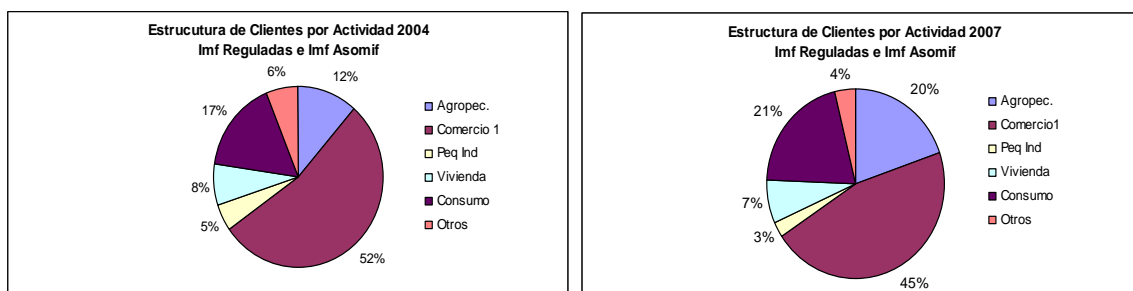 Estrucutura de Clientes por Actividad 2004
Imf Reguladas e Imf Asomif
6%
12%
17%
8%
5%
52%
Agropec.
Comercio 1
Peq Ind
Vivienda
Consumo
Otros
Estructura de Clientes por Actividad 2007
Imf Reguladas e Imf Asomif
4%
20%
21%
7%
3%
45%
Agropec.
Comercio1
Peq Ind
Vivienda
Consumo
Otros